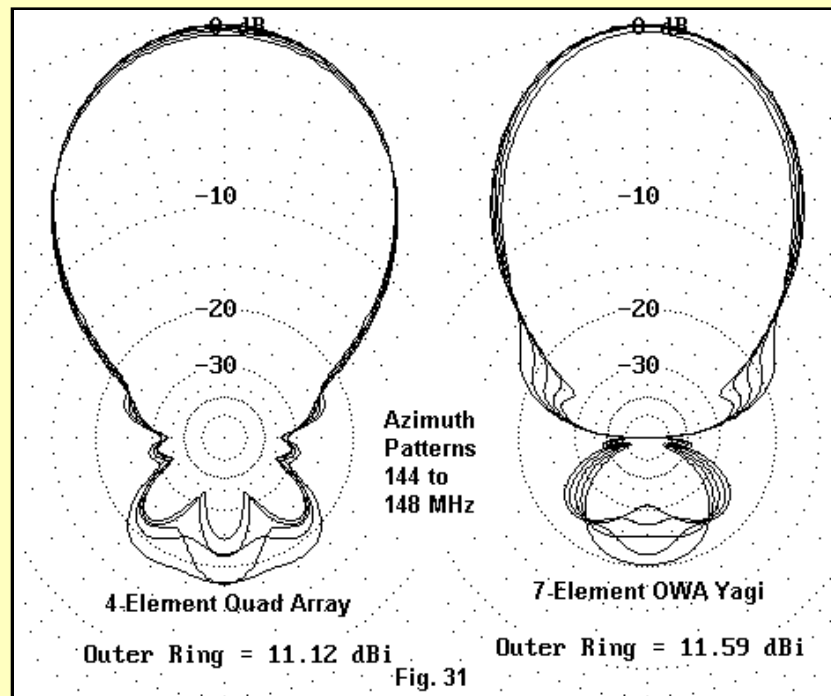 0 dB
-10
-20
-30
4-Element Quad Array
Outer Ring = 11.12 dBi
Azimuth
Patterns
144 to
148 MHz
0 dB
-10
-20
-30
7-Element OWA Yagi
Outer Ring = 11.59 dBi
Fig. 31